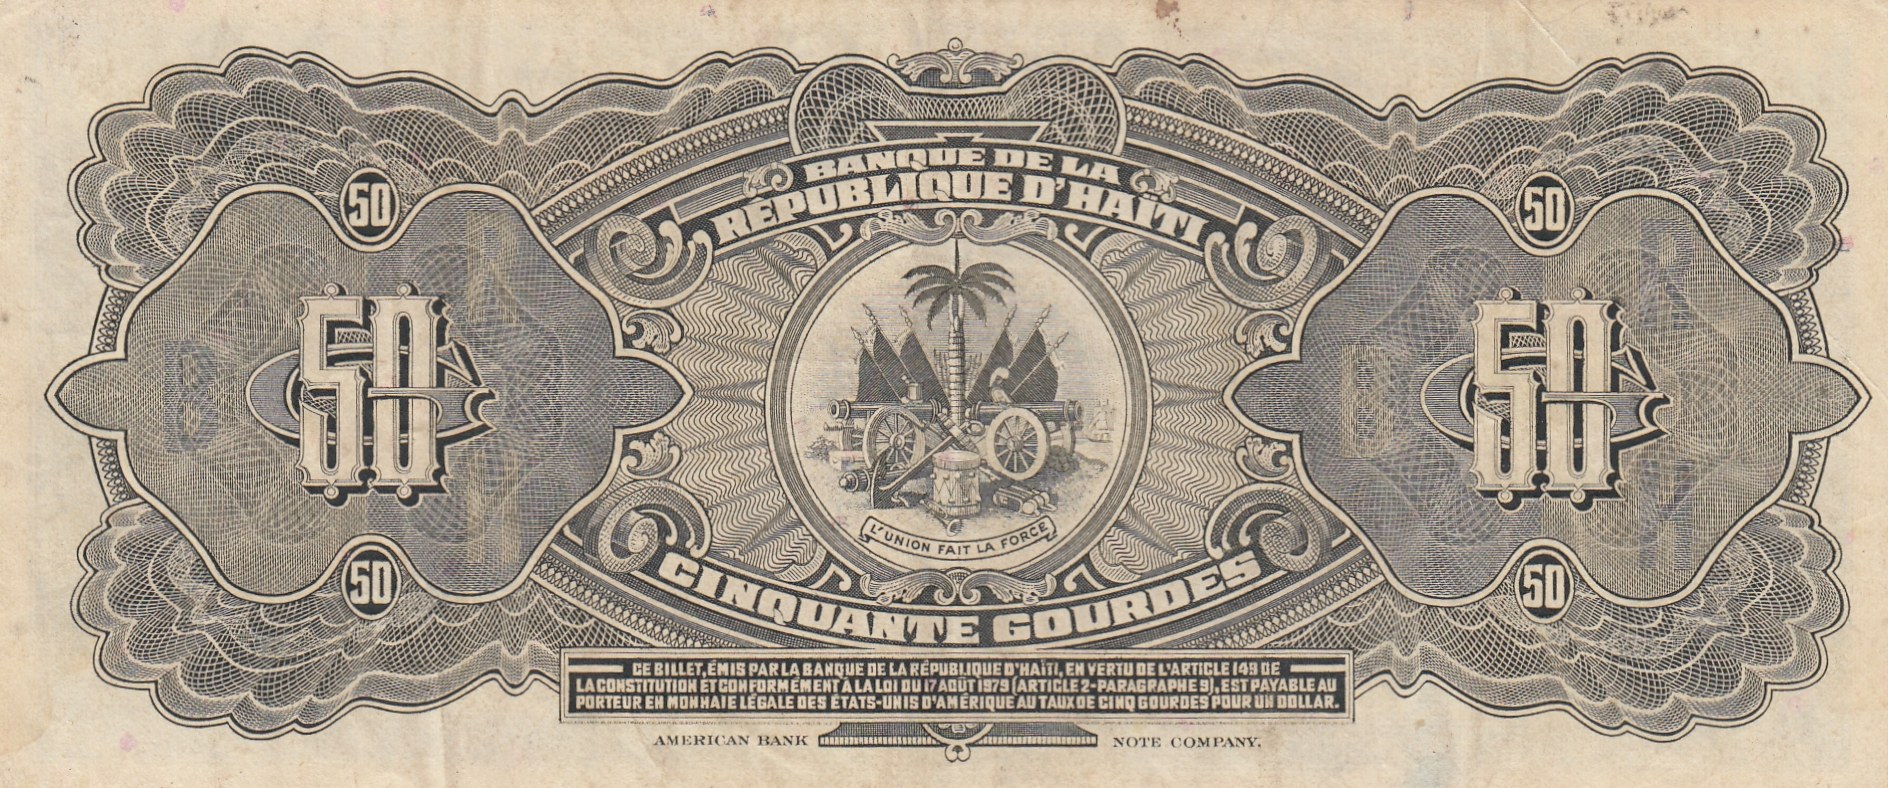 BANQUE DE LA
RÉPUBLIQUE D'HAÏTI
50
50
B
R
B
R
50
50
R
H
L'UNION FAIT LA FORCE
50
50
CINQUANTE GOURDES
CE BILLET, ÉMIS PAR LA BANQUE DE LA RÉPUBLIQUE D'HAÏTI, EN VERTU DE L'ARTICLE 149 DE
LA CONSTITUTION ET CONFORMÉMENT À LA LOI DU 17 AOÛT 1979 (ARTICLE 2-PARAGRAPHE 9), EST PAYABLE AU
PORTEUR EN MONNAIE LÉGALE DES ÉTATS-UNIS D'AMÉRIQUE AU TAUX DE CINQ GOURDES POUR UN DOLLAR.
AMERICAN BANK NOTE COMPANY.